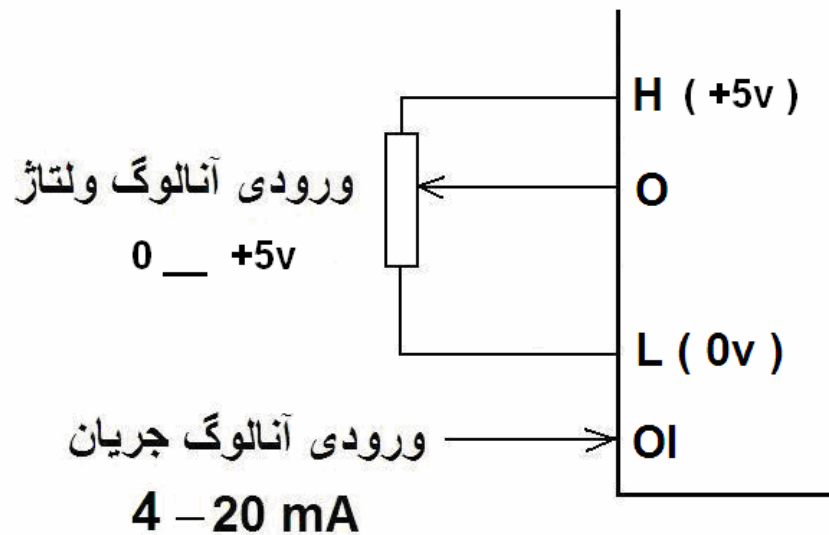 H ( +5v )
ورودی آنالوگ ولتاژ
O
0 __ +5v
L ( 0v )
ورودی آنالوگ جریان
OI
4 – 20 mA